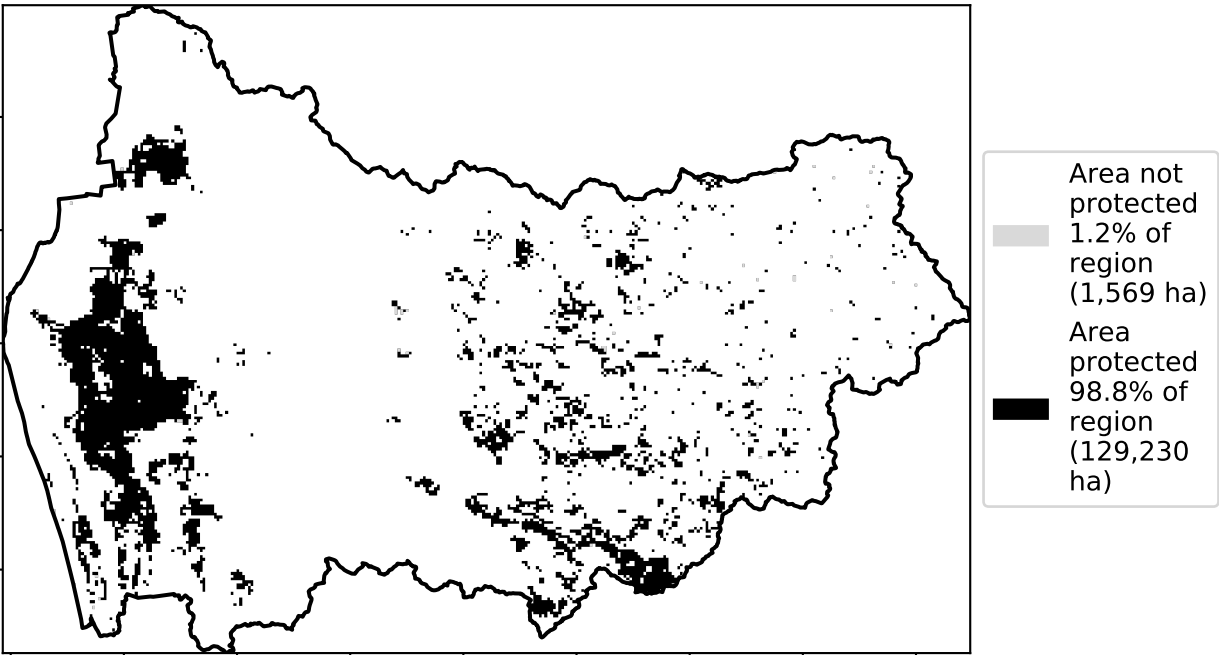 Area not
protected
1.2% of
region
(1,569 ha)
Area
protected
98.8% of
region
(129,230
ha)